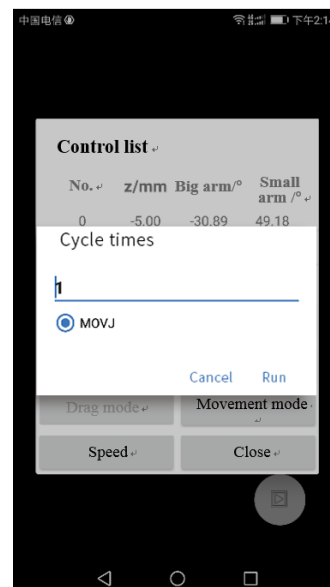 中国电信 下午2:14
Control list
No. z/mm Big arm/° Small arm /°
0 -5.00 -30.89 49.18
Cycle times
1
MOVJ
Cancel Run
Drag mode Movement mode
Speed Close